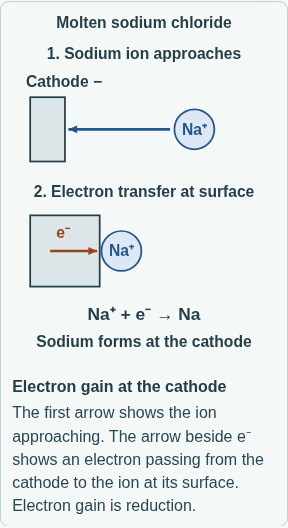 Molten sodium chloride
1. Sodium ion approaches
Cathode −
Na⁺
2. Electron transfer at surface
e⁻
Na⁺
Na⁺ + e⁻ → Na
Sodium forms at the cathode
Electron gain at the cathode
The first arrow shows the ion
approaching. The arrow beside e⁻
shows an electron passing from the
cathode to the ion at its surface.
Electron gain is reduction.